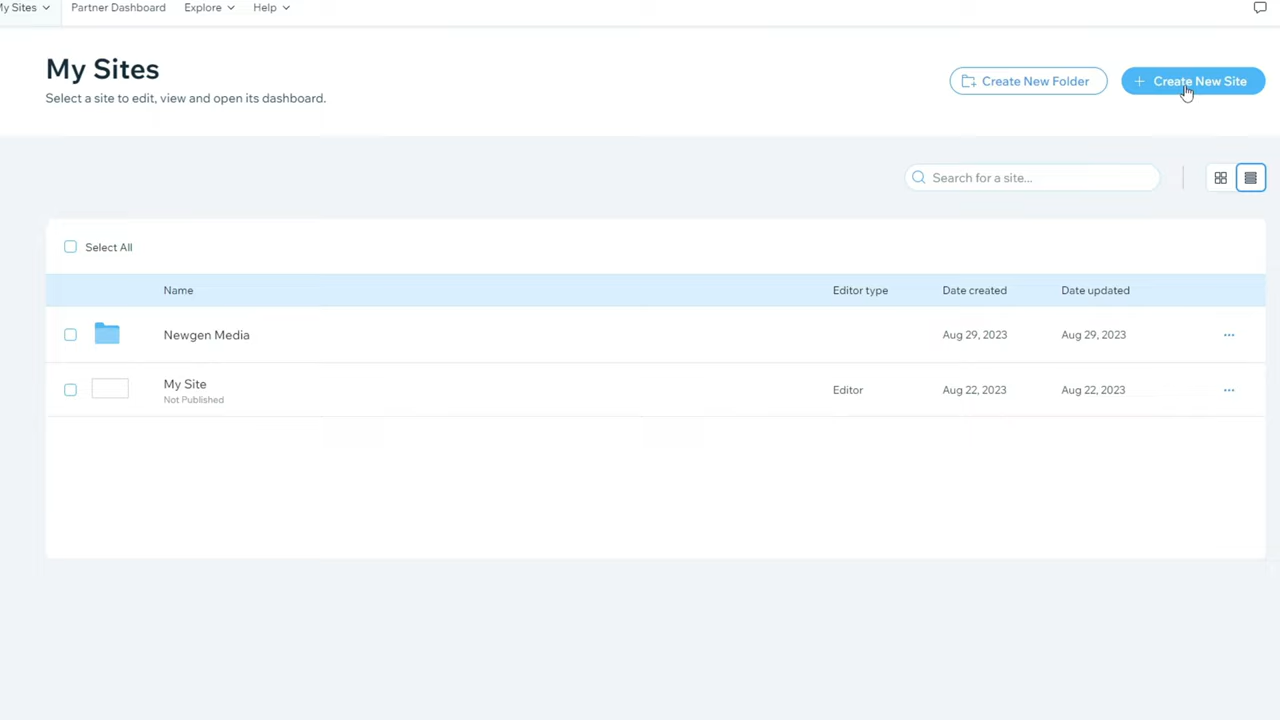 My Sites Partner Dashboard Explore Help
My Sites
Select a site to edit, view and open its dashboard.
Create New Folder
+ Create New Site
Search for a site...
Select All
Name Editor type Date created Date updated
Newgen Media Aug 29, 2023 Aug 29, 2023 ...
My Site
Not Published
Editor Aug 22, 2023 Aug 22, 2023 ...